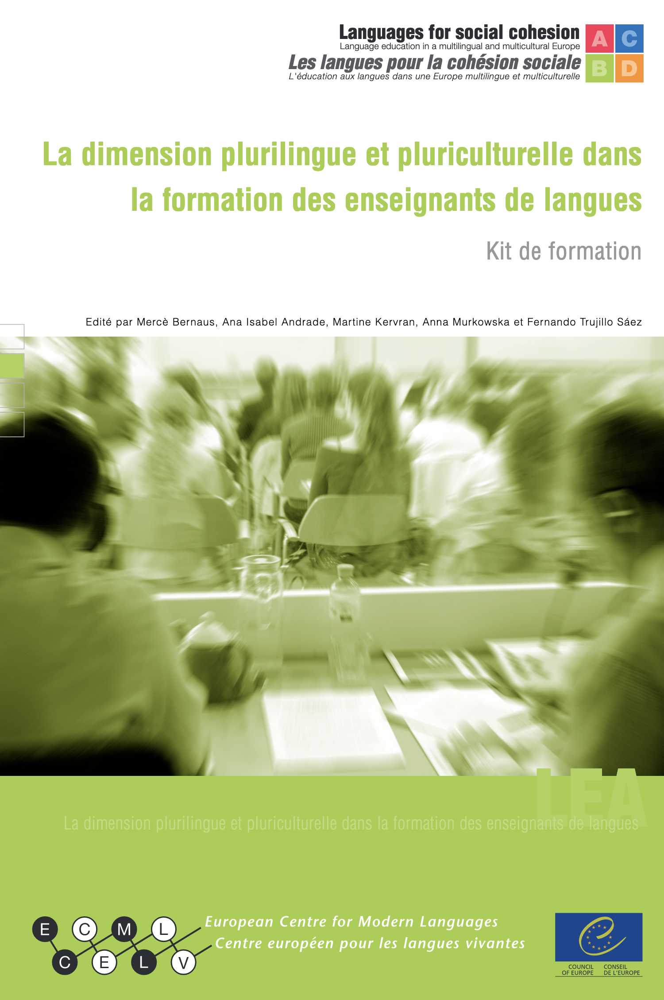 Languages for social cohesion
Language education in a multilingual and multicultural Europe
Les langues pour la cohésion sociale
L'éducation aux langues dans une Europe multilingue et multiculturelle
A C
B D
La dimension plurilingue et pluriculturelle dans
la formation des enseignants de langues
Kit de formation
Edité par Mercè Bernaus, Ana Isabel Andrade, Martine Kervran, Anna Murkowska et Fernando Trujillo Sáez
LEA
La dimension plurilingue et pluriculturelle dans la formation des enseignants de langues
E C M L
C E L V
European Centre for Modern Languages
Centre européen pour les langues vivantes
COUNCIL CONSEIL
OF EUROPE DE L'EUROPE